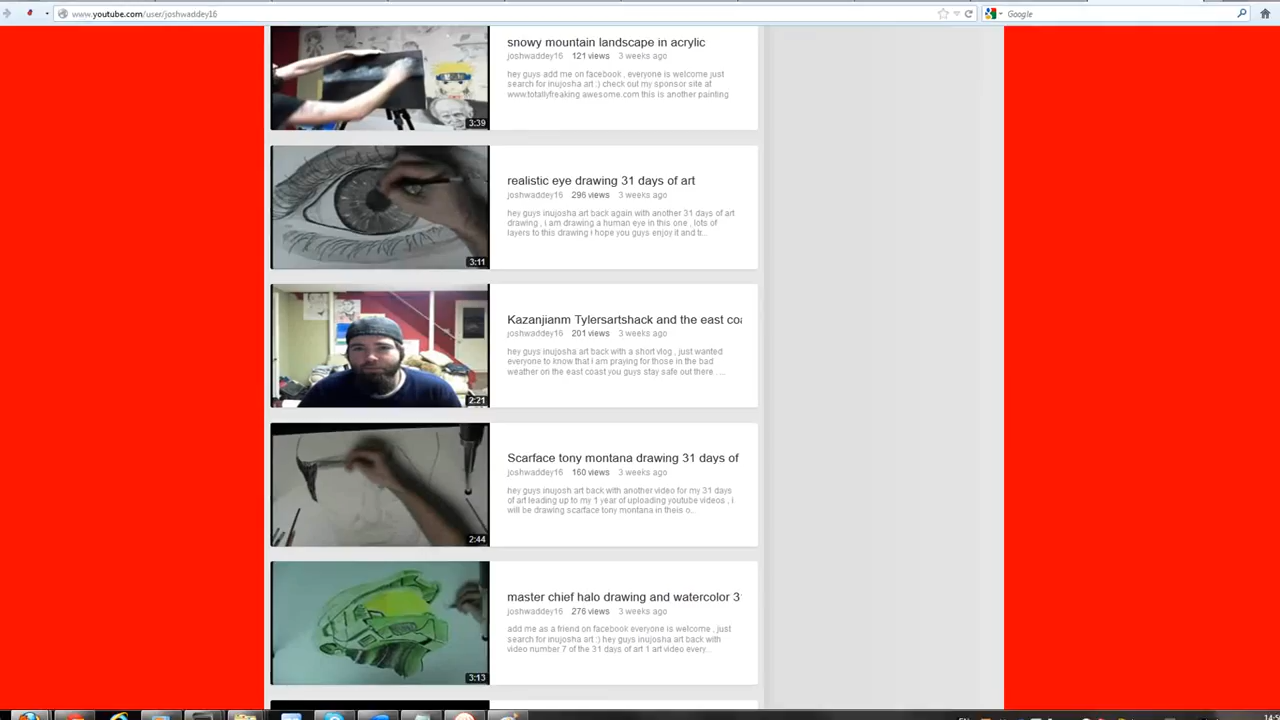 www.youtube.com/user/joshwaddey16
Google
snowy mountain landscape in acrylic
joshwaddey16 121 views 3 weeks ago
hey guys add me on facebook , everyone is welcome just
search for inujosha art :) check out my sponsor site at
www.totallyfreaking awesome.com this is another painting
3:39
realistic eye drawing 31 days of art
joshwaddey16 296 views 3 weeks ago
hey guys inujosha art back again with another 31 days of art
drawing , i am drawing a human eye in this one , lots of
layers to this drawing i hope you guys enjoy it and tr...
3:11
Kazanjianm Tylersartshack and the east coa
joshwaddey16 201 views 3 weeks ago
hey guys inujosha art back with a short vlog , just wanted
everyone to know that i am praying for those in the bad
weather on the east coast you guys stay safe out there . ...
2:21
Scarface tony montana drawing 31 days of
joshwaddey16 160 views 3 weeks ago
hey guys inujosh art back with another video for my 31 days
of art leading up to my 1 year of uploading youtube videos , i
will be drawing scarface tony montana in theis o..
2:44
master chief halo drawing and watercolor 3
joshwaddey16 276 views 3 weeks ago
add me as a friend on facebook everyone is welcome , just
search for inujosha art :) hey guys inujosha art back with
video number 7 of the 31 days of art 1 art video every...
3:13